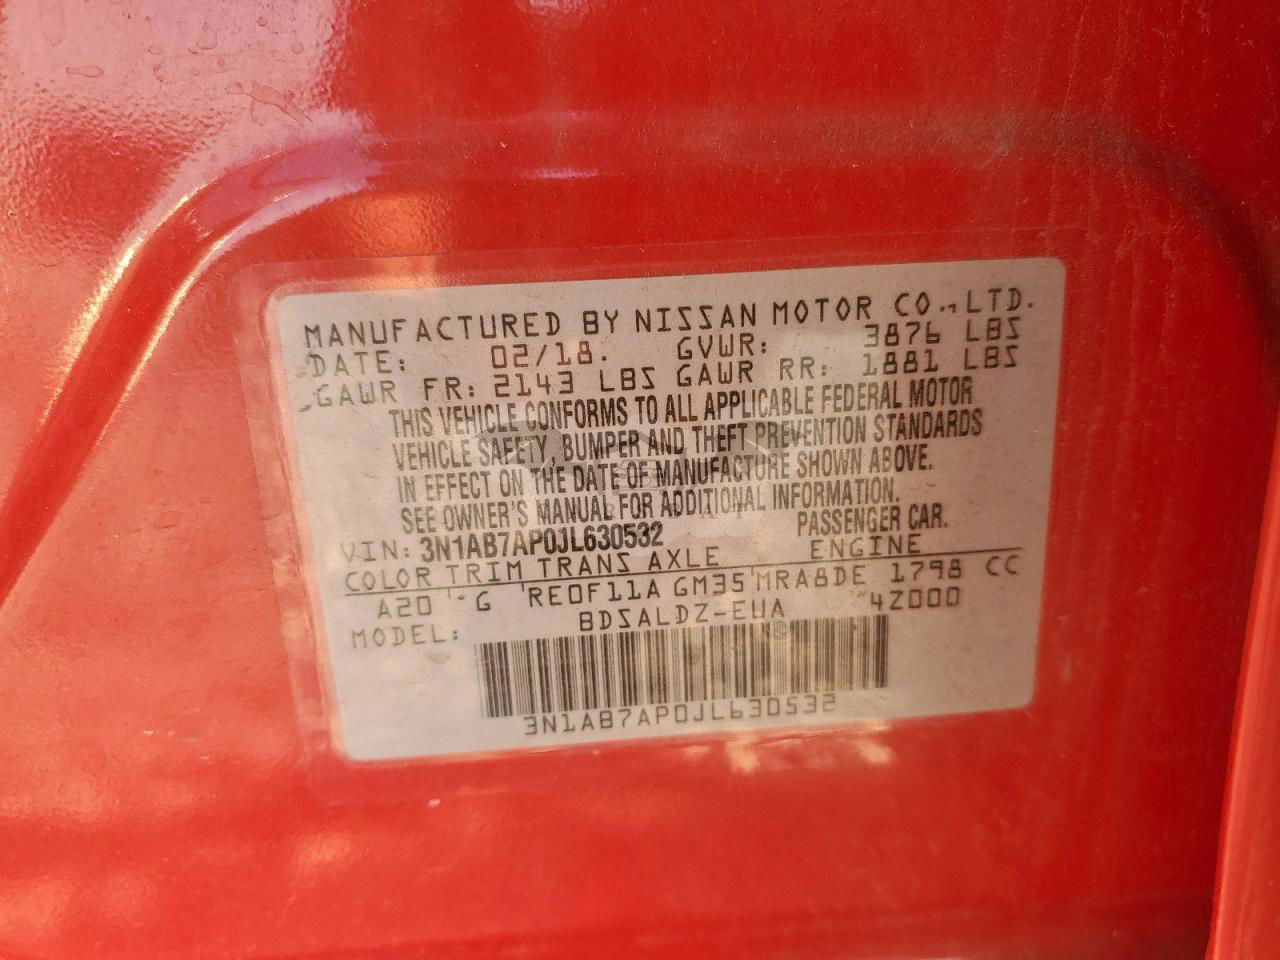 MANUFACTURED BY NISSAN MOTOR CO., LTD.
DATE: 02/18. GVWR: 3876 LBS
GAWR FR: 2143 LBS GAWR RR: 1881 LBS
THIS VEHICLE CONFORMS TO ALL APPLICABLE FEDERAL MOTOR
VEHICLE SAFETY, BUMPER AND THEFT PREVENTION STANDARDS
IN EFFECT ON THE DATE OF MANUFACTURE SHOWN ABOVE.
SEE OWNER'S MANUAL FOR ADDITIONAL INFORMATION.
VIN: 3N1AB7AP0JL630532 PASSENGER CAR.
COLOR TRIM TRANS AXLE ENGINE
A20 G RE0F11A GM35 MRA8DE 1798 CC
MODEL: BDSALDZ-EUA 4Z000
3N1AB7AP0JL630532